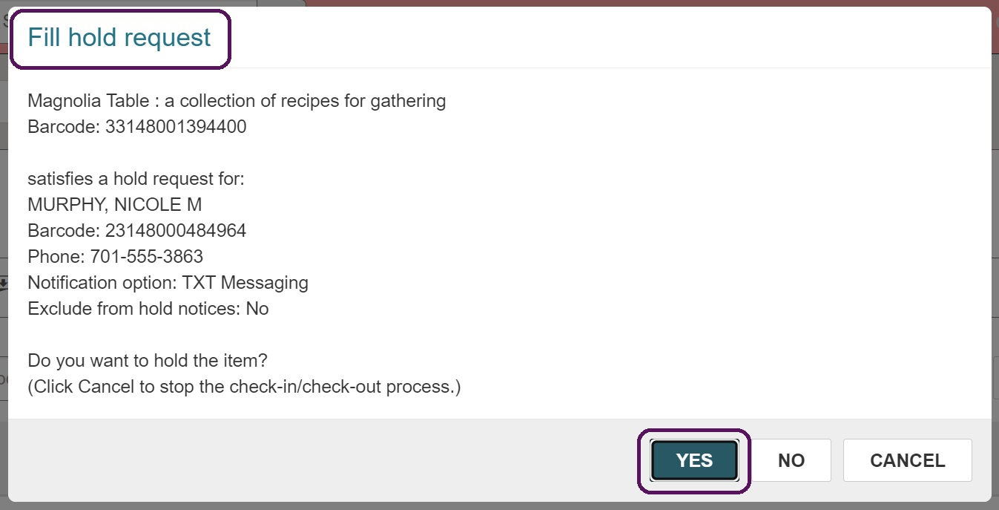 Fill hold request
Magnolia Table : a collection of recipes for gathering
Barcode: 33148001394400
satisfies a hold request for:
MURPHY, NICOLE M
Barcode: 23148000484964
Phone: 701-555-3863
Notification option: TXT Messaging
Exclude from hold notices: No
Do you want to hold the item?
(Click Cancel to stop the check-in/check-out process.)
YES NO CANCEL